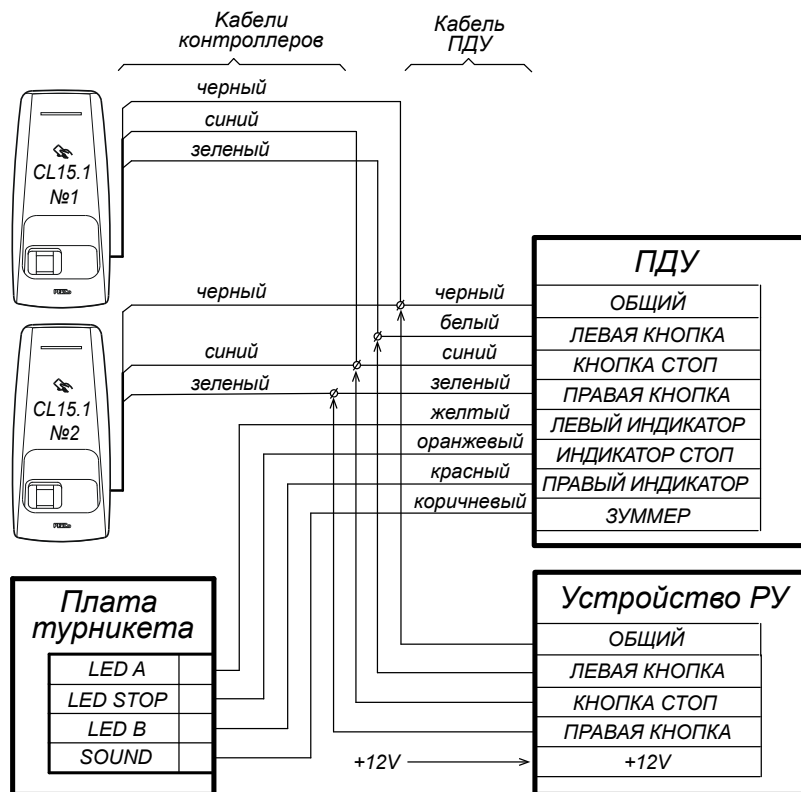 Кабели
контроллеров
Кабель
ПДУ
черный
синий
зеленый
CL15.1
№1
черный
синий
зеленый
CL15.1
№2
черный
белый
синий
зеленый
желтый
оранжевый
красный
коричневый
ПДУ
ОБЩИЙ
ЛЕВАЯ КНОПКА
КНОПКА СТОП
ПРАВАЯ КНОПКА
ЛЕВЫЙ ИНДИКАТОР
ИНДИКАТОР СТОП
ПРАВЫЙ ИНДИКАТОР
ЗУММЕР
Плата
турникета
LED A
LED STOP
LED B
SOUND
Устройство РУ
ОБЩИЙ
ЛЕВАЯ КНОПКА
КНОПКА СТОП
ПРАВАЯ КНОПКА
+12V
+12V